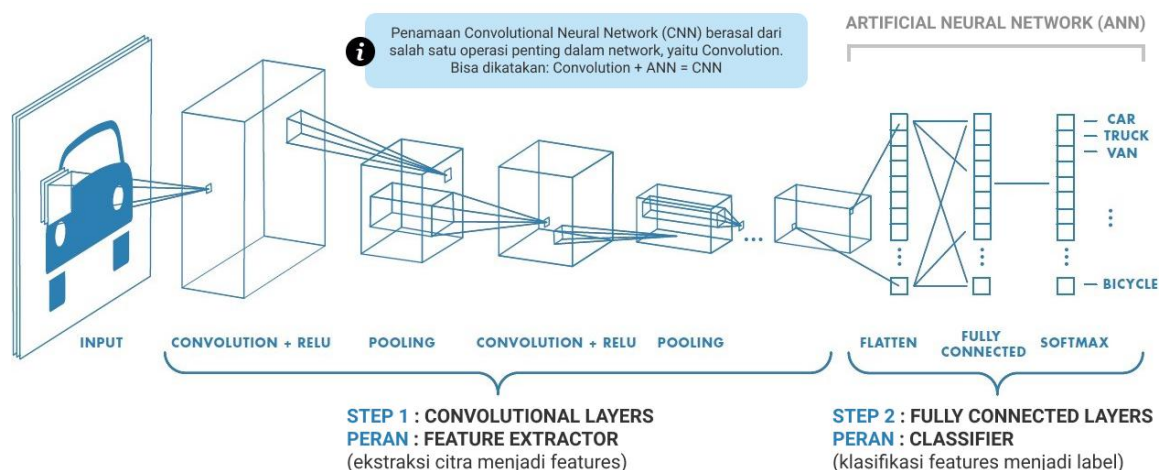 Penamaan Convolutional Neural Network (CNN) berasal dari
salah satu operasi penting dalam network, yaitu Convolution.
Bisa dikatakan: Convolution + ANN = CNN
i
ARTIFICIAL NEURAL NETWORK (ANN)
CAR
TRUCK
VAN
BICYCLE
INPUT
CONVOLUTION + RELU
POOLING
CONVOLUTION + RELU
POOLING
FLATTEN
FULLY
CONNECTED
SOFTMAX
STEP 1 : CONVOLUTIONAL LAYERS
PERAN : FEATURE EXTRACTOR
(ekstraksi citra menjadi features)
STEP 2 : FULLY CONNECTED LAYERS
PERAN : CLASSIFIER
(klasifikasi features menjadi label)